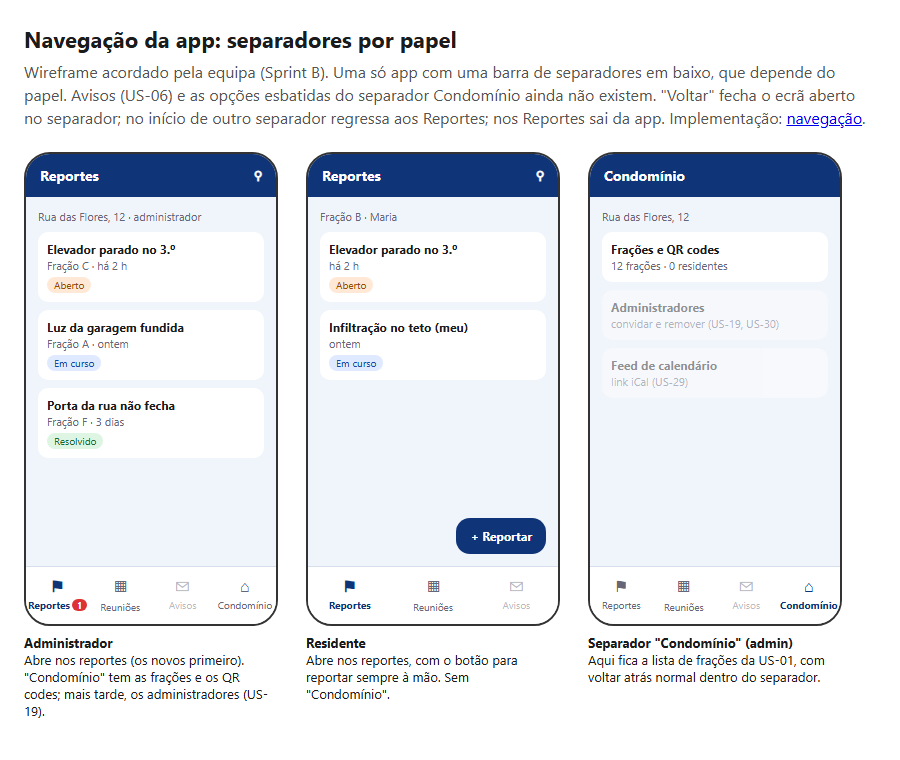 Navegação da app: separadores por papel
Wireframe acordado pela equipa (Sprint B). Uma só app com uma barra de separadores em baixo, que depende do
papel. Avisos (US-06) e as opções esbatidas do separador Condomínio ainda não existem. "Voltar" fecha o ecrã aberto
no separador; no início de outro separador regressa aos Reportes; nos Reportes sai da app. Implementação: navegação.
Reportes
Rua das Flores, 12 · administrador
Elevador parado no 3.º
Fração C · há 2 h
Aberto
Luz da garagem fundida
Fração A · ontem
Em curso
Porta da rua não fecha
Fração F · 3 dias
Resolvido
Reportes 1
Reuniões
Avisos
Condomínio
Administrador
Abre nos reportes (os novos primeiro).
"Condomínio" tem as frações e os QR
codes; mais tarde, os administradores (US-
19).
Reportes
Fração B · Maria
Elevador parado no 3.º
há 2 h
Aberto
Infiltração no teto (meu)
ontem
Em curso
+ Reportar
Reportes
Reuniões
Avisos
Residente
Abre nos reportes, com o botão para
reportar sempre à mão. Sem
"Condomínio".
Condomínio
Rua das Flores, 12
Frações e QR codes
12 frações · 0 residentes
Administradores
convidar e remover (US-19, US-30)
Feed de calendário
link iCal (US-29)
Reportes
Reuniões
Avisos
Condomínio
Separador "Condomínio" (admin)
Aqui fica a lista de frações da US-01, com
voltar atrás normal dentro do separador.